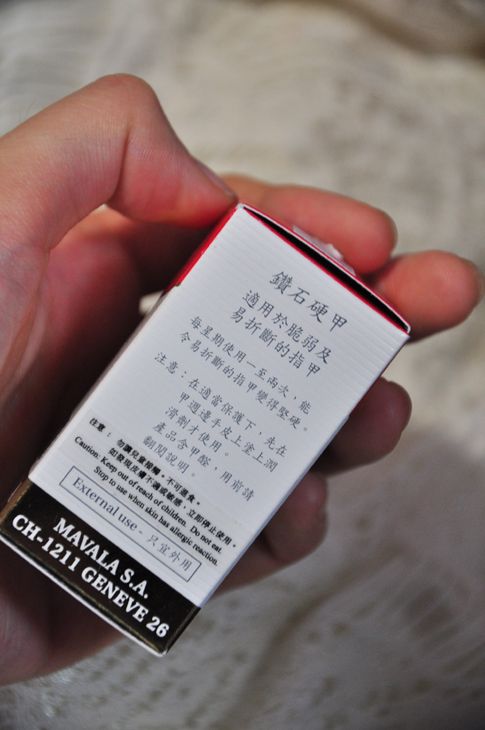 鑽石硬甲
適用於脆弱及
易折斷的指甲
每星期使用一至兩次，能
令易折斷的指甲變得堅硬。
注意：在適當保護下，先在
甲週邊手皮上塗上潤
滑劑才使用。
產品含甲醛，用前請
翻閱說明。
注意： 勿讓兒童接觸。不可進食。
如發現皮膚不適或敏感，立即停止使用。
Caution: Keep out of reach of children. Do not eat.
Stop to use when skin has allergic reaction.
External use - 只宜外用
MAVALA S.A.
CH-1211 GENEVE 26